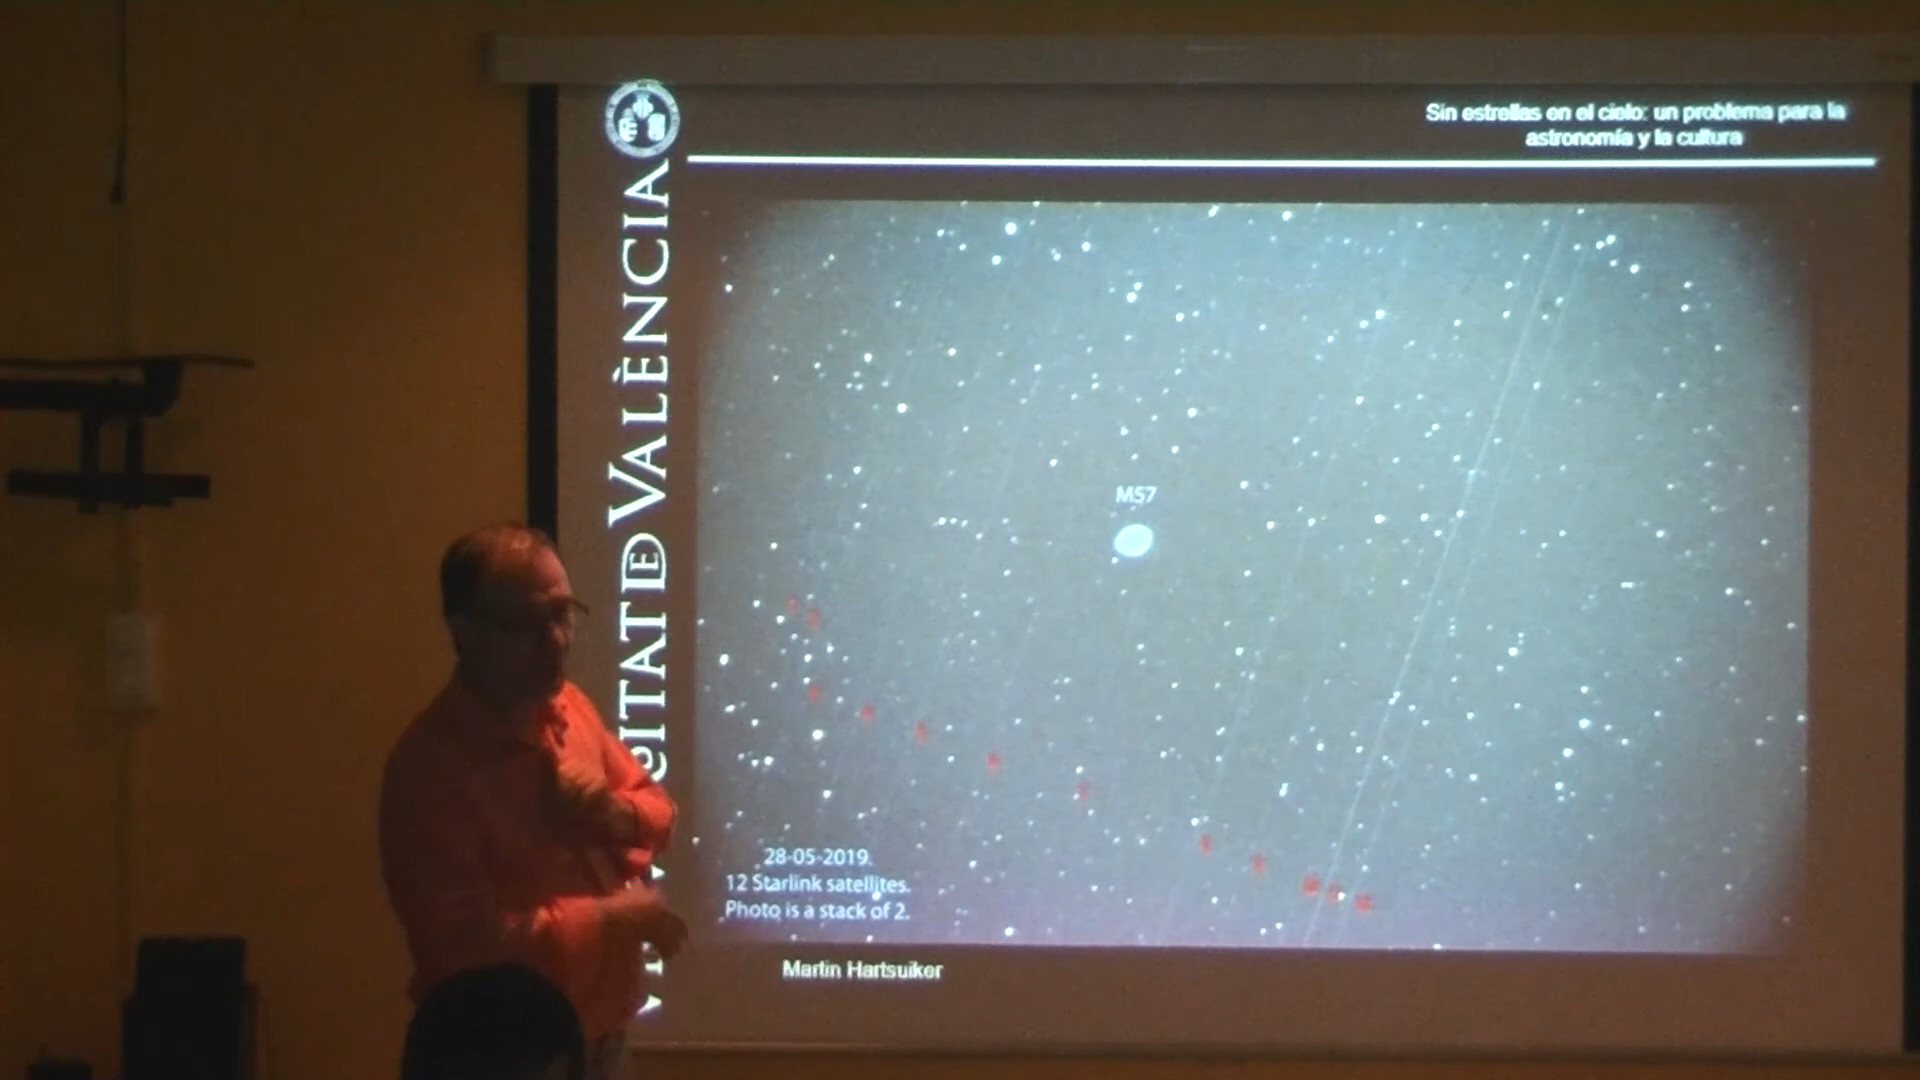 Sin estrellas en el cielo: un problema para la
astronomía y la cultura
ITAT DE VALÈNCIA
M57
28-05-2019.
12 Starlink satellites.
Photo is a stack of 2.
Martin Hartsuiker